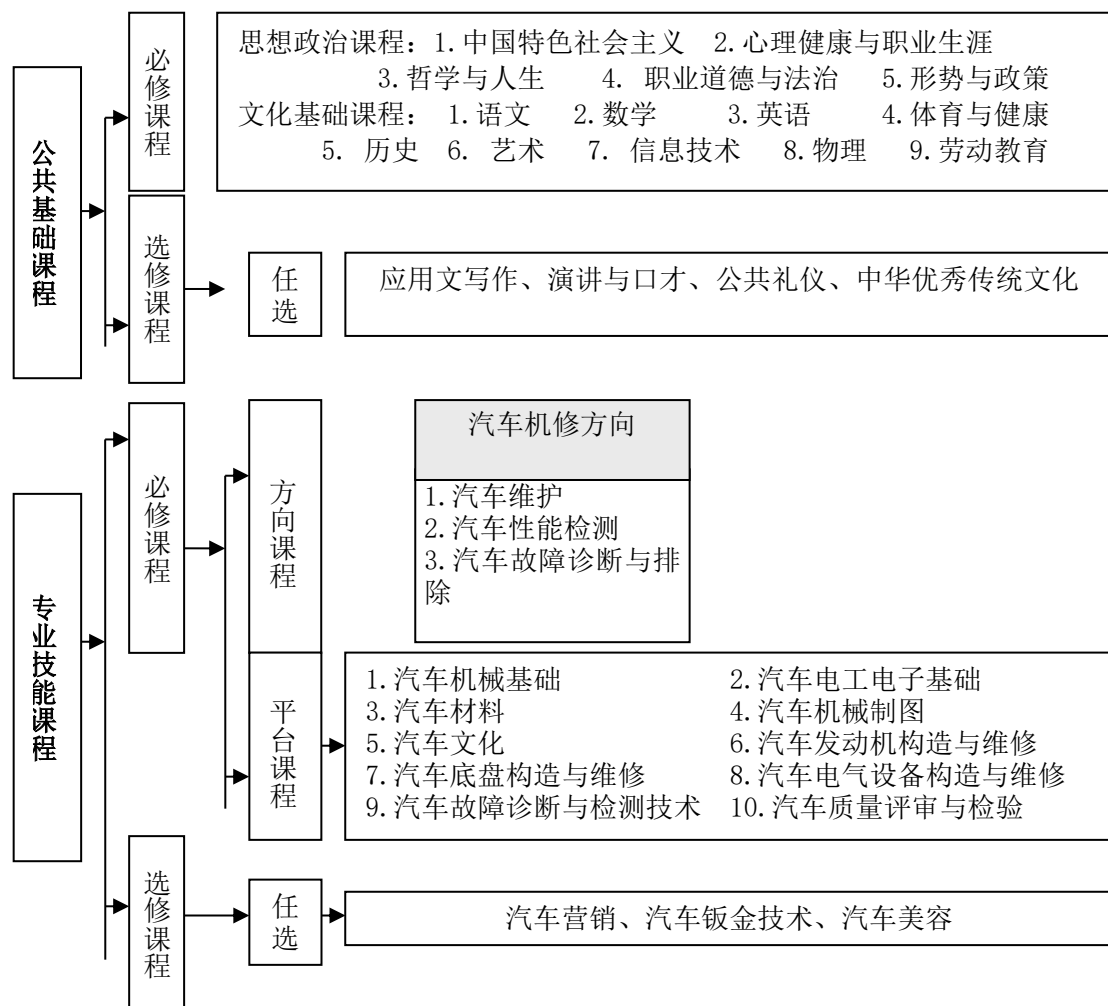 公共基础课程
必修课程
思想政治课程：1.中国特色社会主义 2.心理健康与职业生涯
3.哲学与人生 4. 职业道德与法治 5.形势与政策
文化基础课程： 1.语文 2.数学 3.英语 4.体育与健康
5. 历史 6. 艺术 7. 信息技术 8.物理 9.劳动教育
选修课程
任选
应用文写作、演讲与口才、公共礼仪、中华优秀传统文化
专业技能课程
必修课程
方向课程
汽车机修方向
1.汽车维护
2.汽车性能检测
3.汽车故障诊断与排
除
平台课程
1.汽车机械基础 2.汽车电工电子基础
3.汽车材料 4.汽车机械制图
5.汽车文化 6.汽车发动机构造与维修
7.汽车底盘构造与维修 8.汽车电气设备构造与维修
9.汽车故障诊断与检测技术 10.汽车质量评审与检验
选修课程
任选
汽车营销、汽车钣金技术、汽车美容